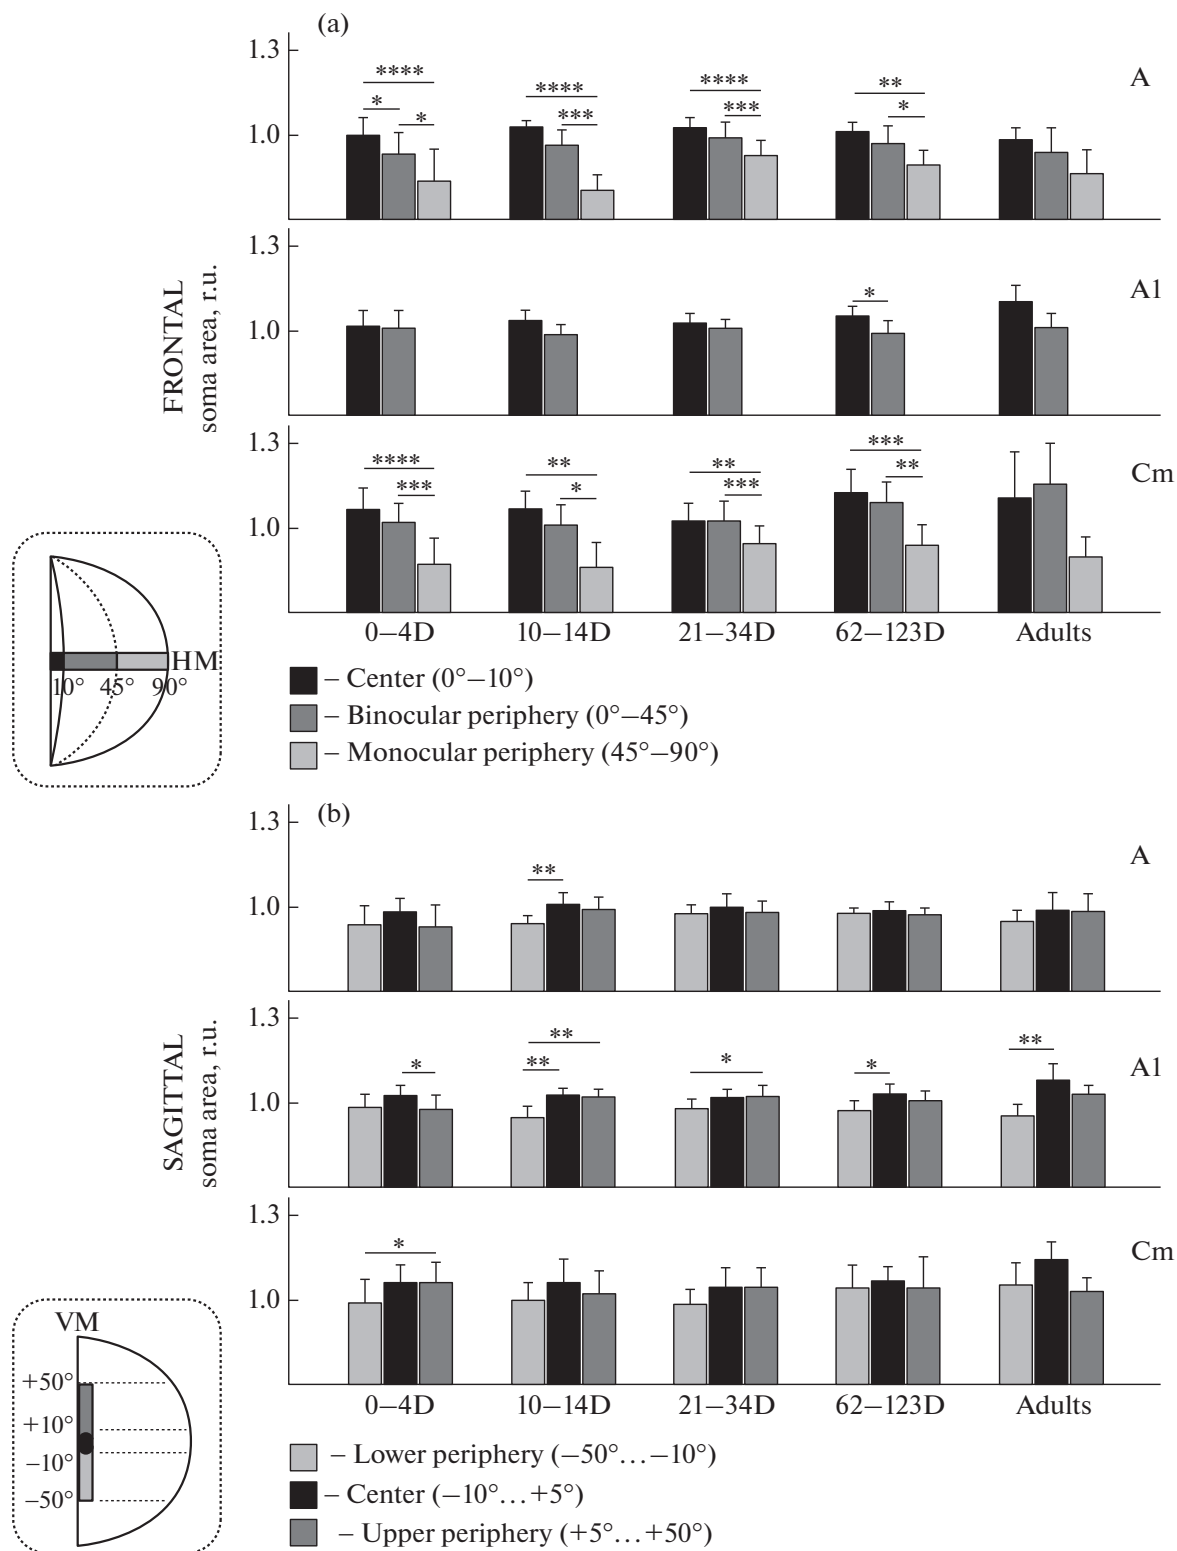 (a)
1.3
1.0
**** * *
**** ***
**** ***
** *
A
FRONTAL
soma area, r.u.
1.3
1.0
*
A1
1.3
1.0
**** ***
** *
** ***
*** **
Cm
0–4D 10–14D 21–34D 62–123D Adults
HM
10° 45° 90°
– Center (0°–10°)
– Binocular periphery (0°–45°)
– Monocular periphery (45°–90°)
(b)
1.3
1.0
**
A
SAGITTAL
soma area, r.u.
1.3
1.0
*
** **
*
*
**
A1
1.3
1.0
*
Cm
0–4D 10–14D 21–34D 62–123D Adults
VM
+50°
+10°
−10°
−50°
– Lower periphery (−50°…−10°)
– Center (−10°…+5°)
– Upper periphery (+5°…+50°)